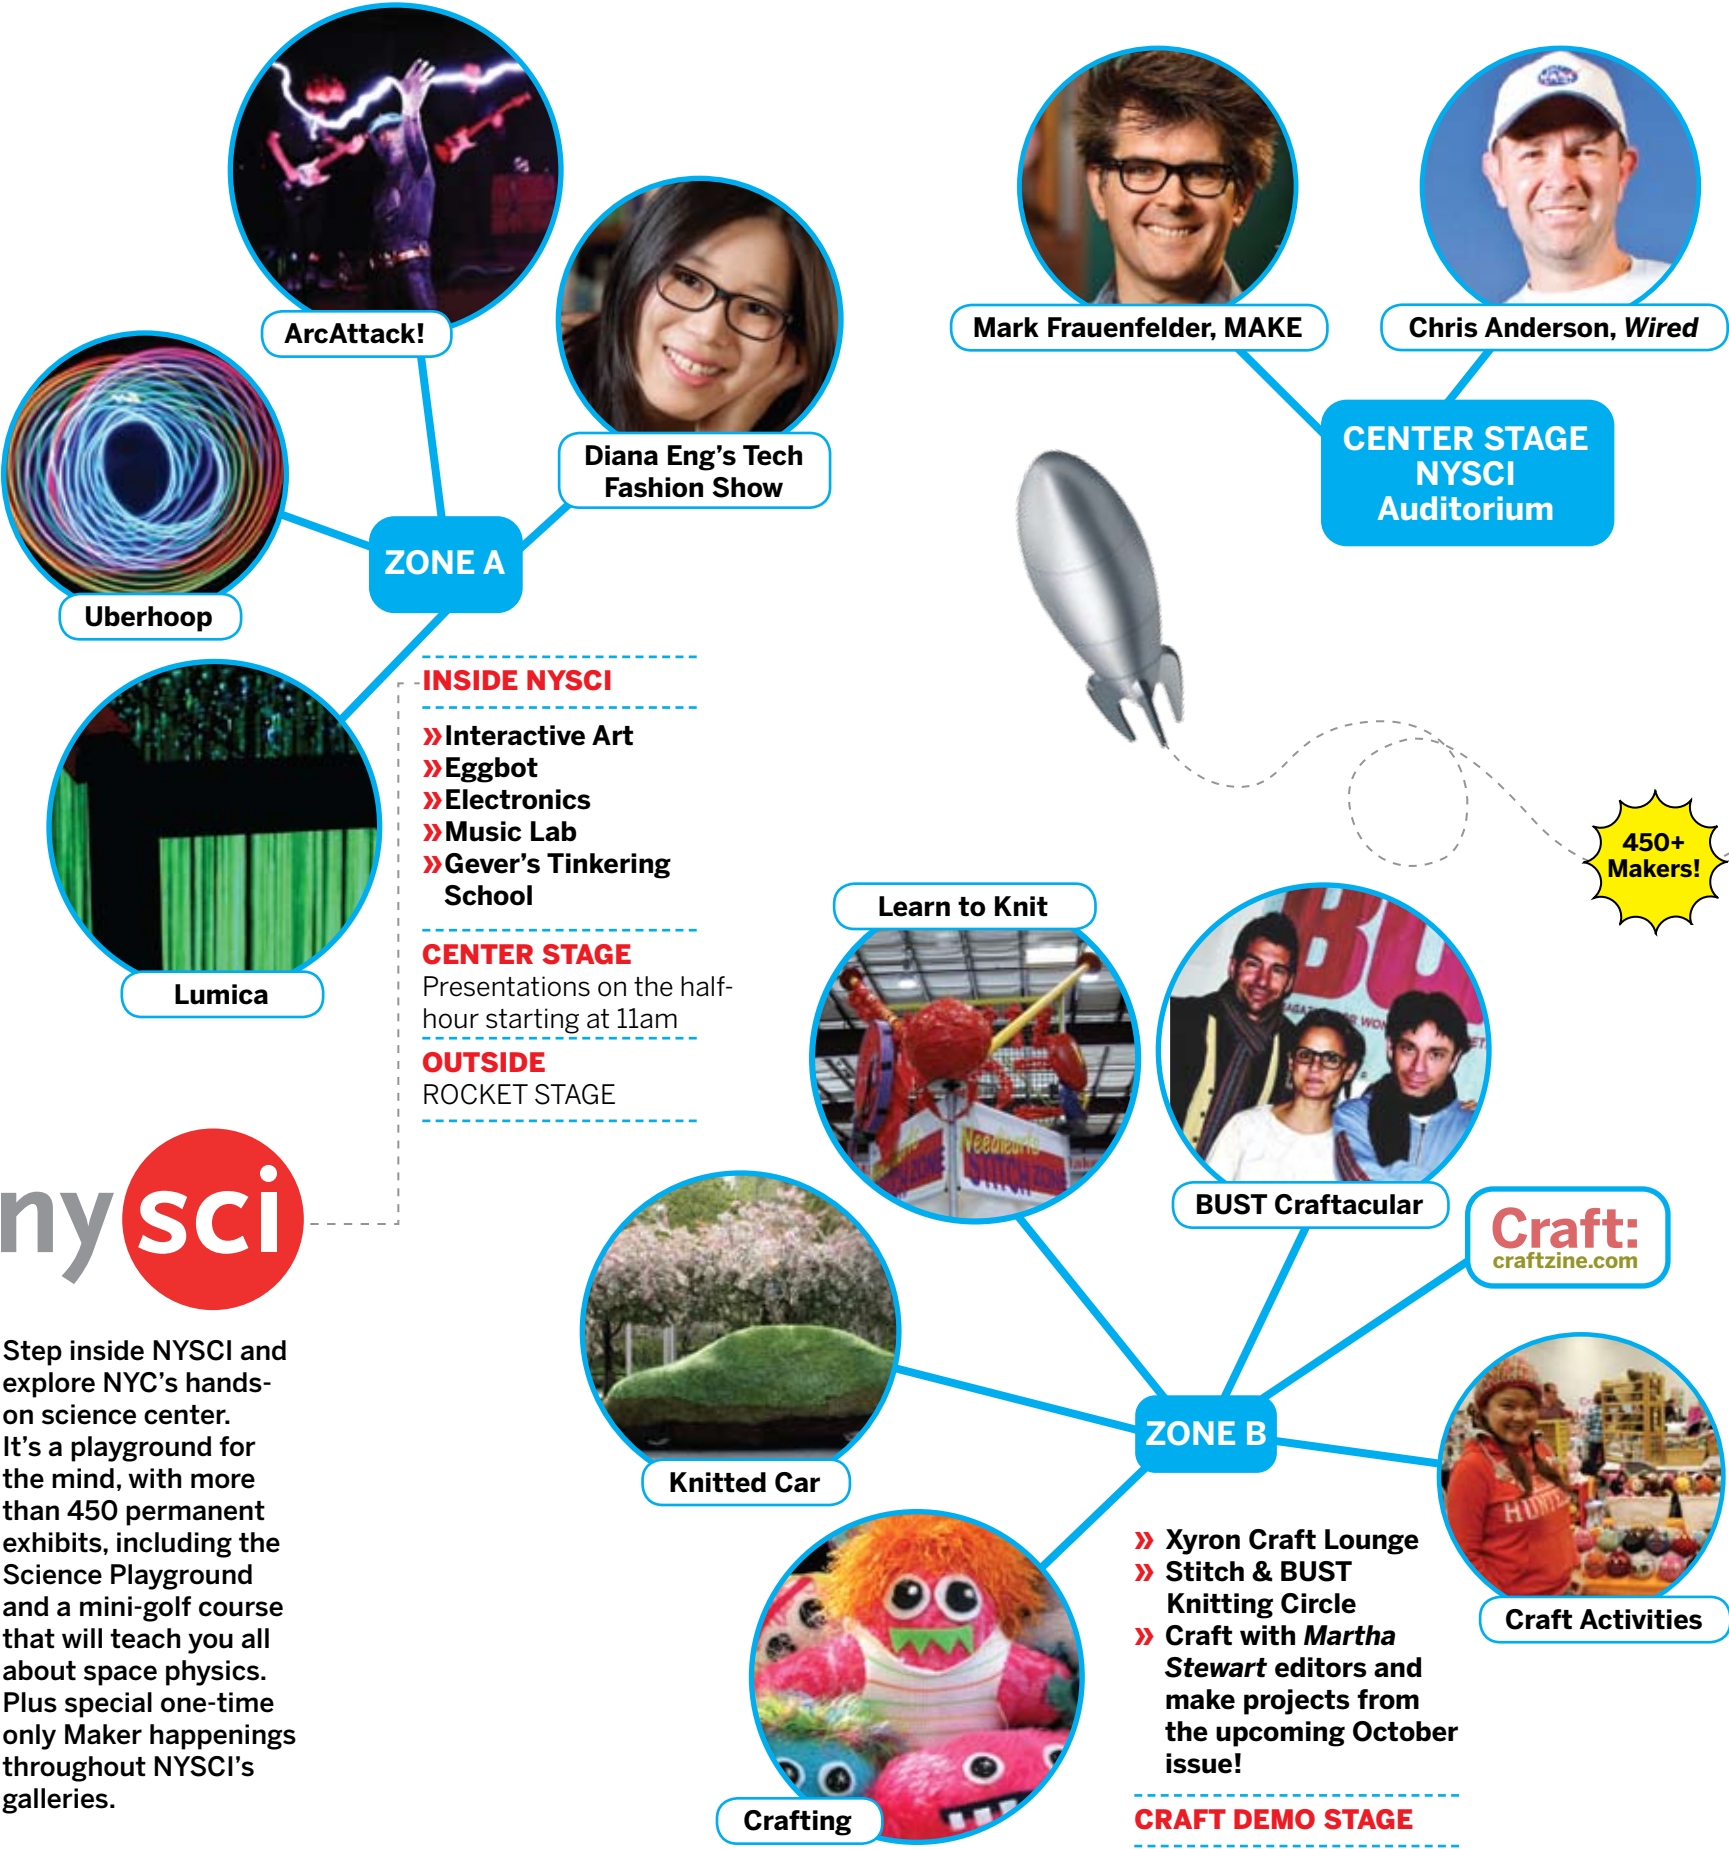 ArcAttack!
Diana Eng's Tech
Fashion Show
Uberhoop
ZONE A
Lumica
Mark Frauenfelder, MAKE
Chris Anderson, Wired
CENTER STAGE
NYSCI
Auditorium
INSIDE NYSCI
»Interactive Art
»Eggbot
»Electronics
»Music Lab
»Gever's Tinkering
School
CENTER STAGE
Presentations on the half-
hour starting at 11am
OUTSIDE
ROCKET STAGE
450+
Makers!
nysci
Step inside NYSCI and
explore NYC's hands-
on science center.
It's a playground for
the mind, with more
than 450 permanent
exhibits, including the
Science Playground
and a mini-golf course
that will teach you all
about space physics.
Plus special one-time
only Maker happenings
throughout NYSCI's
galleries.
Learn to Knit
Needlearts
STITCH ZONE
BU
BUST Craftacular
Craft:
craftzine.com
Knitted Car
ZONE B
Craft Activities
Crafting
» Xyron Craft Lounge
» Stitch & BUST
Knitting Circle
» Craft with Martha
Stewart editors and
make projects from
the upcoming October
issue!
CRAFT DEMO STAGE